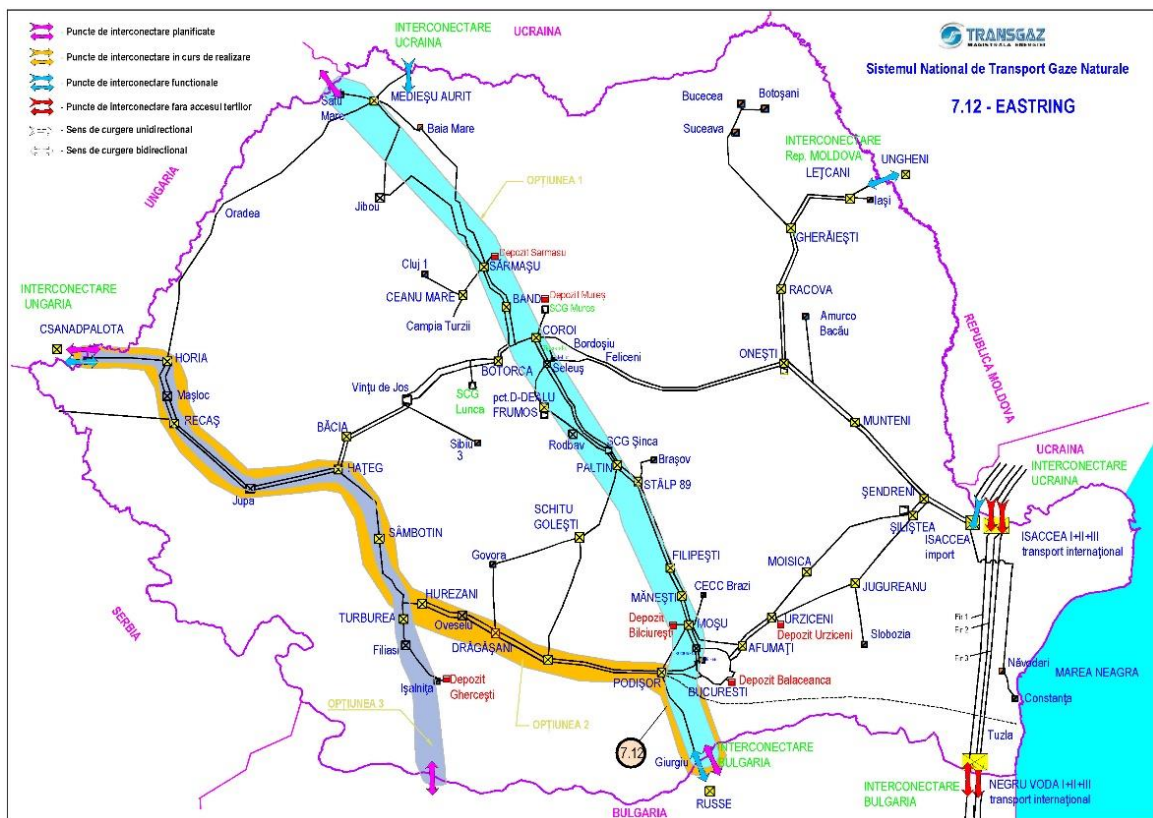 Puncte de interconectare planificate
Puncte de interconectare in curs de realizare
Puncte de interconectare functionale
- Puncte de Interconectare fara accesul tertilor
- Sens de curgere unidirectional
- Sens de curgere bidirectional
TRANSGAZ
Sistemul National de Transport Gaze Naturale
7.12 - EASTRING
INTERCONECTARE
UCRAINA
UCRAINA
Satu
Mare
MEDIEȘU AURIT
Baia Mare
Bucecea
Botoșani
Suceava
INTERCONECTARE
Rep. MOLDOVA
UNGHENI
LEȚCANI
Iași
UNGARIA
OPȚIUNEA 1
Jibou
Oradea
GHERĂIEȘTI
Depozit Sarmasu
SĂRMAȘU
Cluj 1
CEANU MARE
Campia Turzii
BAND
Depozit Mureș
SCG Mures
RACOVA
Amurco
Bacău
REPUBLICA MOLDOVA
INTERCONECTARE
UNGARIA
CSANADPALOTA
HORIA
Mașloc
RECAȘ
COROI
Bordoșiu
Feliceni
Seleuș
BOTORCA
ONEȘTI
Vințu de Jos
SCG
Lunca
pct.D-DEALU
FRUMOS
MUNTENI
BĂCIA
Sibiu
3
Rodbav
SCG Șinca
PALTIN
Brașov
STÂLP 89
HAȚEG
Jupa
ȘENDRENI
ȘILIȘTEA
UCRAINA
INTERCONECTARE
UCRAINA
ISACCEA
import
ISACCEA I+II+III
transport internațional
SÂMBOTIN
SCHITU
GOLEȘTI
Govora
FILIPEȘTI
MOISICA
JUGUREANU
CECC Brazi
MĂNEȘTI
SERBIA
HUREZANI
TURBUREA
Oveselu
DRĂGĂȘANI
Filiasi
Depozit
Bilciurești
MOȘU
URZICENI
Depozit Urziceni
Slobozia
AFUMAȚI
Fir 1
Fir 2
Fir 3
Năvodari
MAREA NEAGRA
Constanța
Ișalnița
Depozit
Ghercești
PODIȘOR
BUCURESTI
Depozit Balaceanca
OPȚIUNEA 3
OPȚIUNEA 2
Tuzla
7.12
Giurgiu
INTERCONECTARE
BULGARIA
RUSSE
BULGARIA
INTERCONECTARE
BULGARIA
NEGRU VODA I+II+III
transport internațional